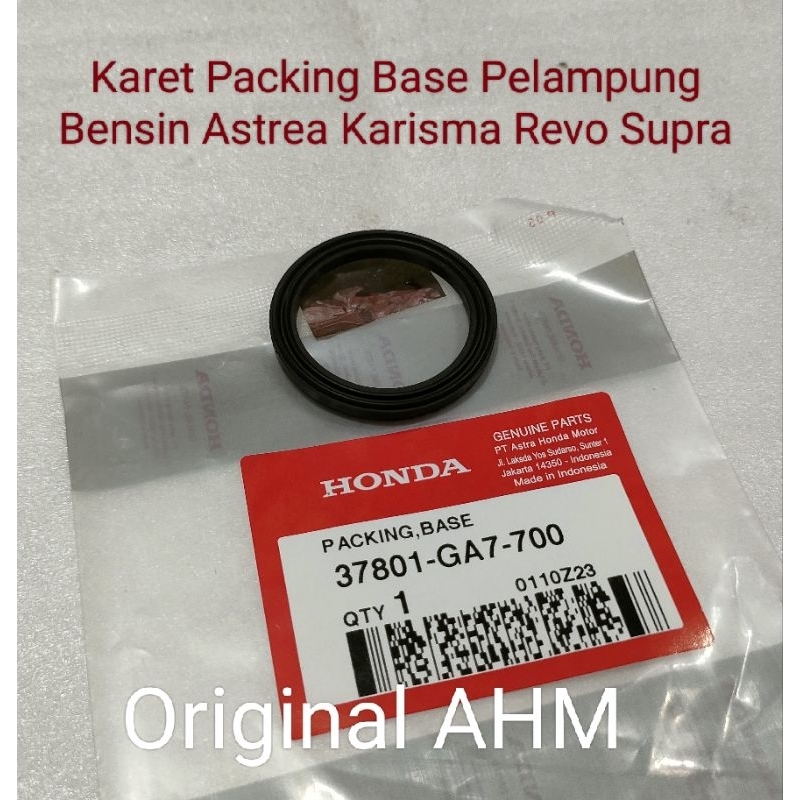 Karet Packing Base Pelampung
Bensin Astrea Karisma Revo Supra
HONDA
HONDA
HONDA
GENUINE PARTS
PT Astra Honda Motor
Jl. Laksda Yos Sudarso, Sunter 1
Jakarta 14350 - Indonesia
Made in Indonesia
PACKING,BASE
37801-GA7-700
0110Z23
QTY 1
Original AHM